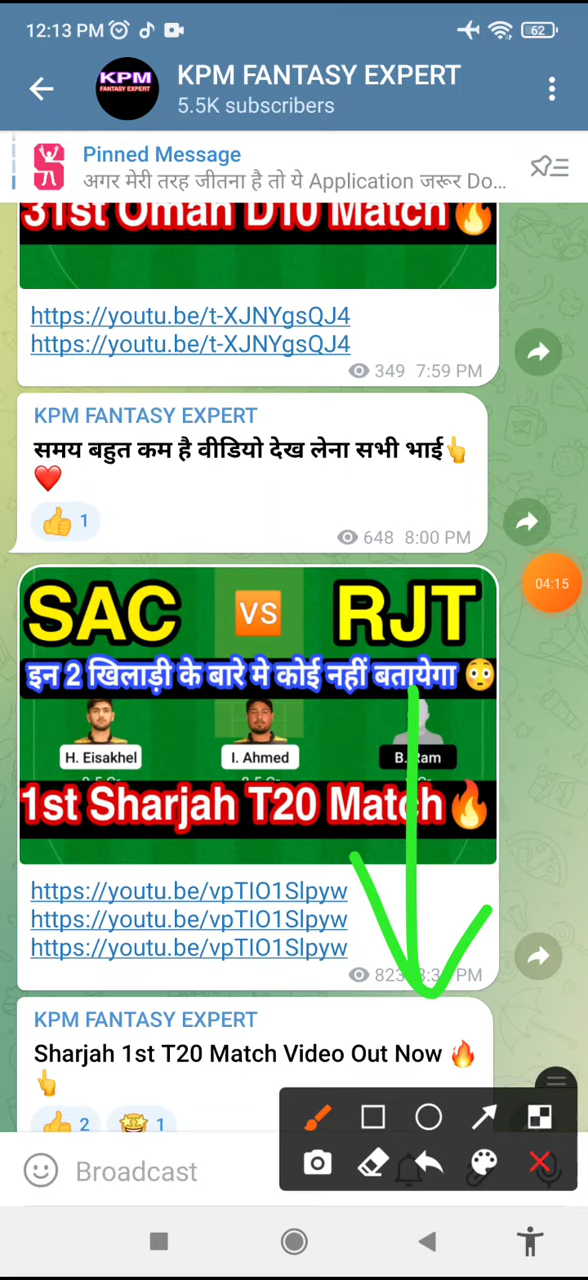 12:13 PM
62
KPM FANTASY EXPERT
5.5K subscribers
KPM
FANTASY EXPERT
Pinned Message
अगर मेरी तरह जीतना है तो ये Application जरूर Do...
31st Oman D10 Match🔥
https://youtu.be/t-XJNYgsQJ4
https://youtu.be/t-XJNYgsQJ4
349 7:59 PM
KPM FANTASY EXPERT
समय बहुत कम है वीडियो देख लेना सभी भाई👆
❤️
👍 1
648 8:00 PM
04:15
SAC VS RJT
इन 2 खिलाड़ी के बारे मे कोई नहीं बतायेगा 😳
H. Eisakhel I. Ahmed
1st Sharjah T20 Match🔥
https://youtu.be/vpTIO1Slpyw
https://youtu.be/vpTIO1Slpyw
https://youtu.be/vpTIO1Slpyw
823 PM
KPM FANTASY EXPERT
Sharjah 1st T20 Match Video Out Now 🔥
👆
👍 2 🤩 1
Broadcast